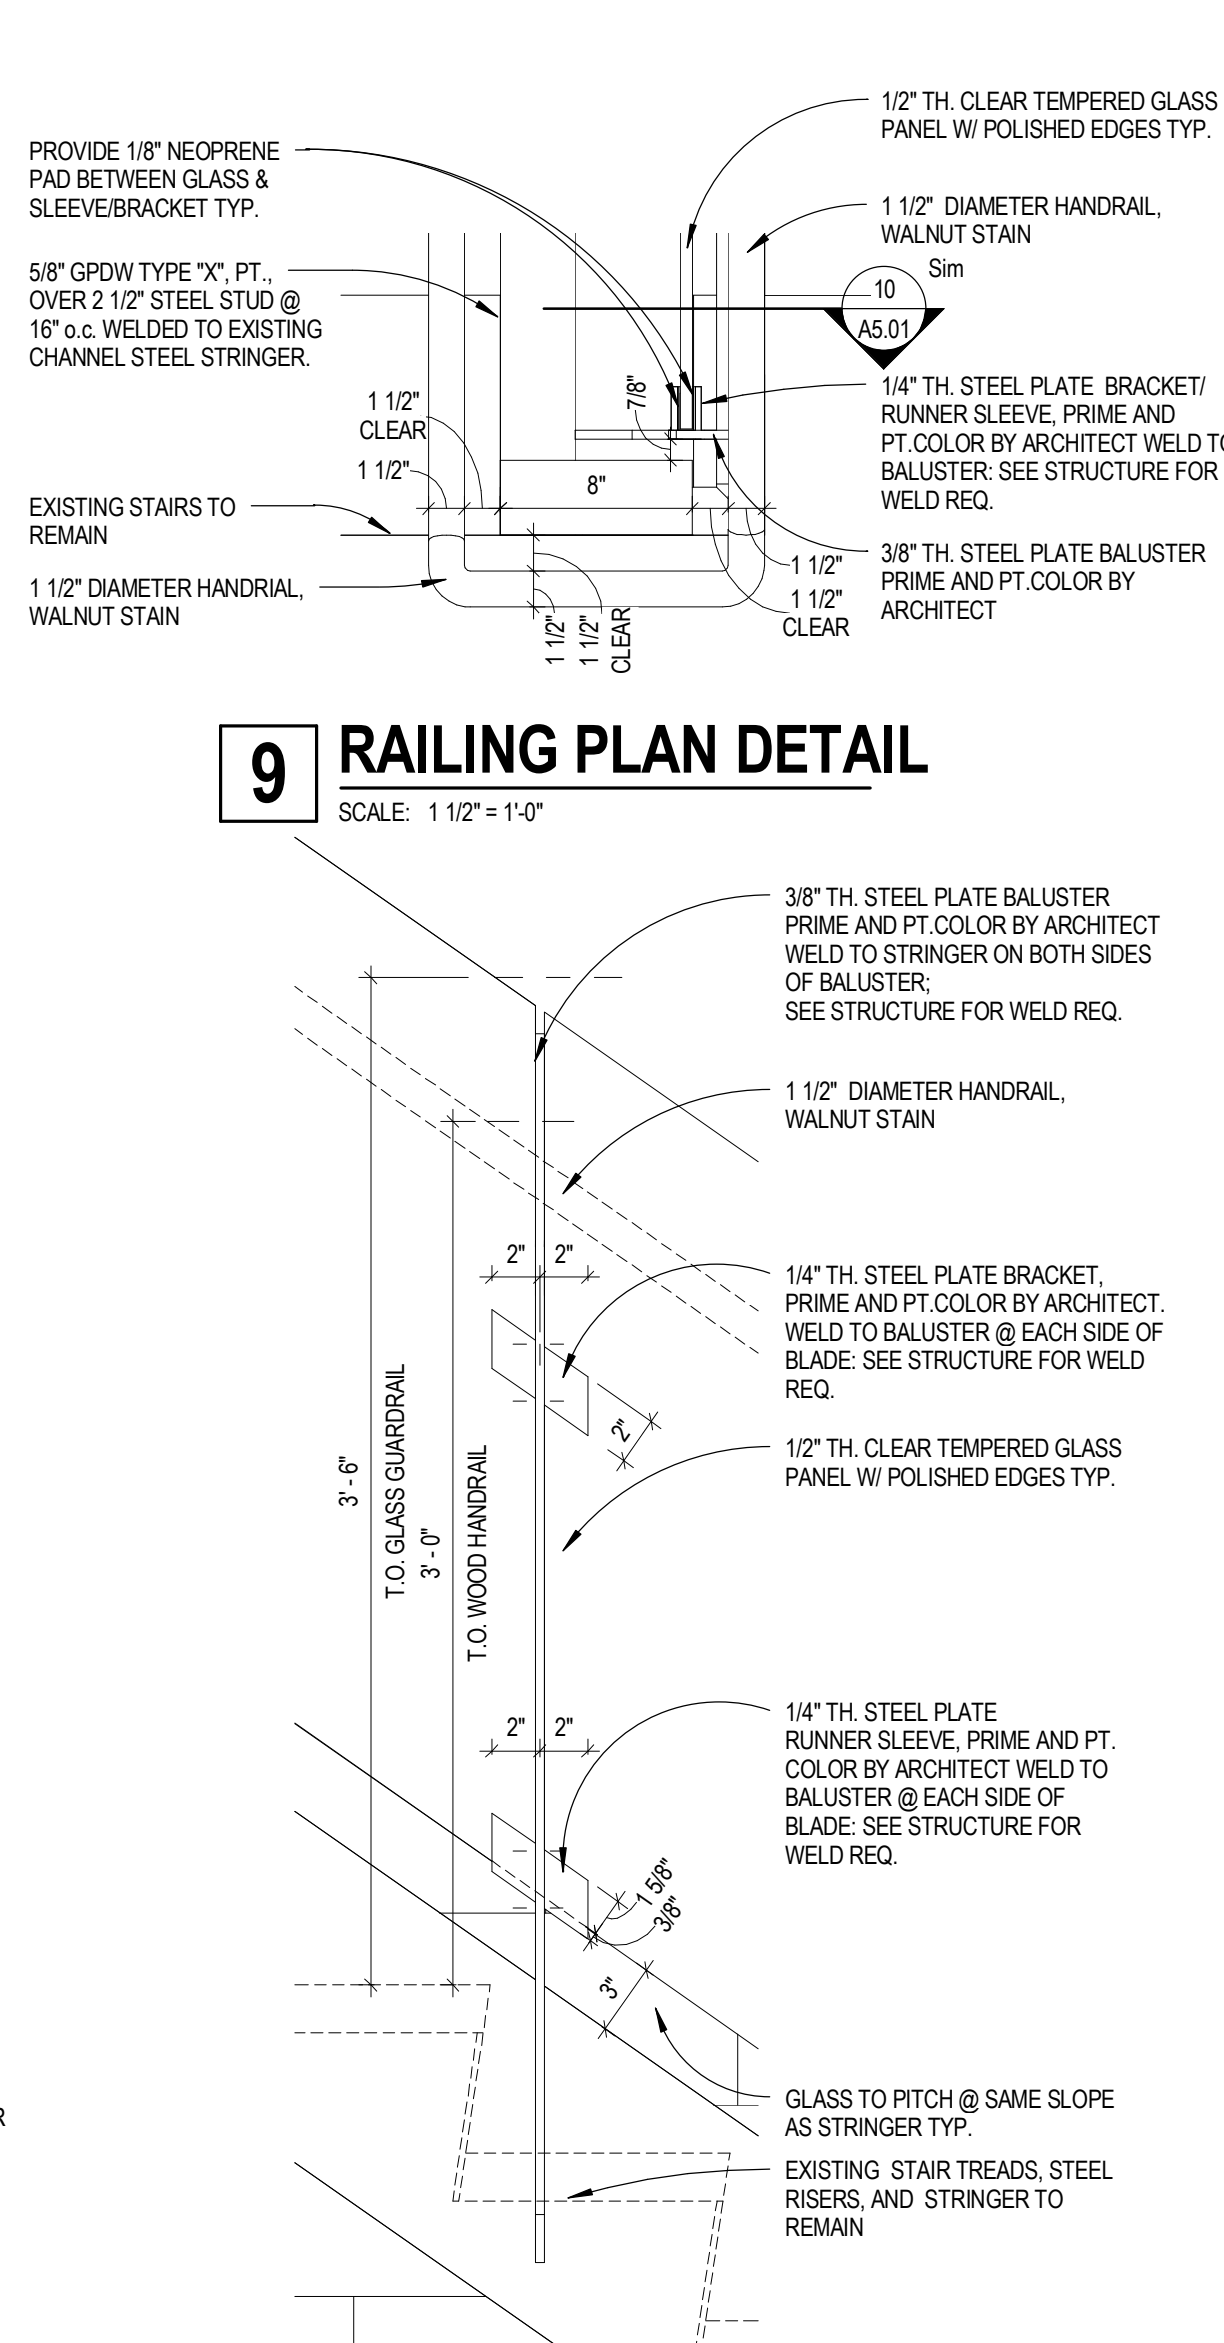 1/2" TH. CLEAR TEMPERED GLASS
PANEL W/ POLISHED EDGES TYP.
PROVIDE 1/8" NEOPRENE
PAD BETWEEN GLASS &
SLEEVE/BRACKET TYP.
1 1/2" DIAMETER HANDRAIL,
WALNUT STAIN
Sim
10
A5.01
5/8" GPDW TYPE "X", PT.,
OVER 2 1/2" STEEL STUD @
16" o.c. WELDED TO EXISTING
CHANNEL STEEL STRINGER.
7/8"
1/4" TH. STEEL PLATE BRACKET/
RUNNER SLEEVE, PRIME AND
PT.COLOR BY ARCHITECT WELD TO
BALUSTER: SEE STRUCTURE FOR
WELD REQ.
1 1/2"
CLEAR
1 1/2"
8"
EXISTING STAIRS TO
REMAIN
3/8" TH. STEEL PLATE BALUSTER
PRIME AND PT.COLOR BY
ARCHITECT
1 1/2" DIAMETER HANDRIAL,
WALNUT STAIN
1 1/2"
1 1/2"
CLEAR
1 1/2"
1 1/2"
CLEAR
9
RAILING PLAN DETAIL
SCALE: 1 1/2" = 1'-0"
3/8" TH. STEEL PLATE BALUSTER
PRIME AND PT.COLOR BY ARCHITECT
WELD TO STRINGER ON BOTH SIDES
OF BALUSTER;
SEE STRUCTURE FOR WELD REQ.
1 1/2" DIAMETER HANDRAIL,
WALNUT STAIN
2"
2"
1/4" TH. STEEL PLATE BRACKET,
PRIME AND PT.COLOR BY ARCHITECT.
WELD TO BALUSTER @ EACH SIDE OF
BLADE: SEE STRUCTURE FOR WELD
REQ.
2"
3' - 6"
T.O. GLASS GUARDRAIL
3' - 0"
T.O. WOOD HANDRAIL
1/2" TH. CLEAR TEMPERED GLASS
PANEL W/ POLISHED EDGES TYP.
2"
2"
1/4" TH. STEEL PLATE
RUNNER SLEEVE, PRIME AND PT.
COLOR BY ARCHITECT WELD TO
BALUSTER @ EACH SIDE OF
BLADE: SEE STRUCTURE FOR
WELD REQ.
1 5/8"
3/8"
3"
GLASS TO PITCH @ SAME SLOPE
AS STRINGER TYP.
R
EXISTING STAIR TREADS, STEEL
RISERS, AND STRINGER TO
REMAIN